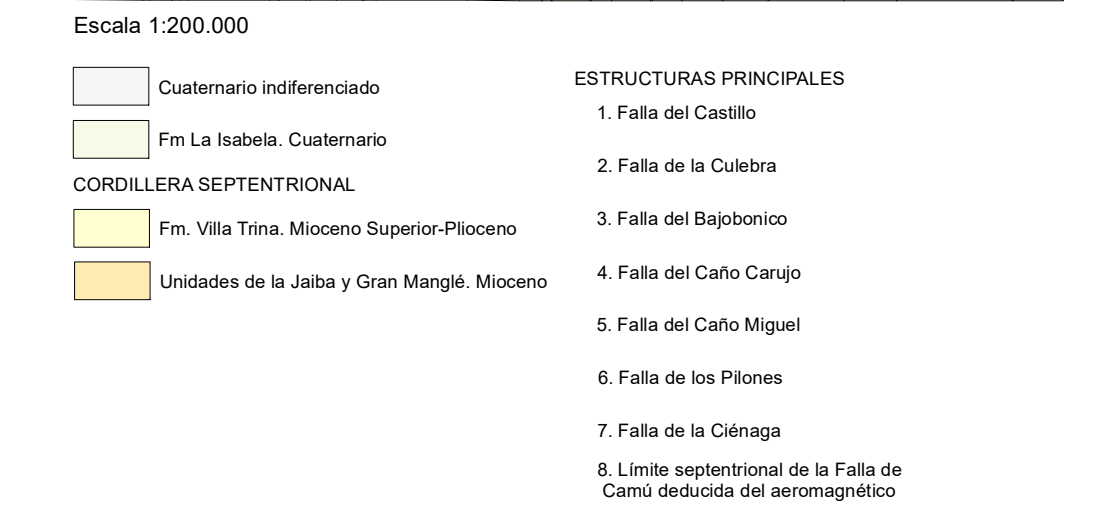 Escala 1:200.000
Cuaternario indiferenciado
Fm La Isabela. Cuaternario
CORDILLERA SEPTENTRIONAL
Fm. Villa Trina. Mioceno Superior-Plioceno
Unidades de la Jaiba y Gran Manglé. Mioceno
ESTRUCTURAS PRINCIPALES
1. Falla del Castillo
2. Falla de la Culebra
3. Falla del Bajobonico
4. Falla del Caño Carujo
5. Falla del Caño Miguel
6. Falla de los Pilones
7. Falla de la Ciénaga
8. Límite septentrional de la Falla de
Camú deducida del aeromagnético